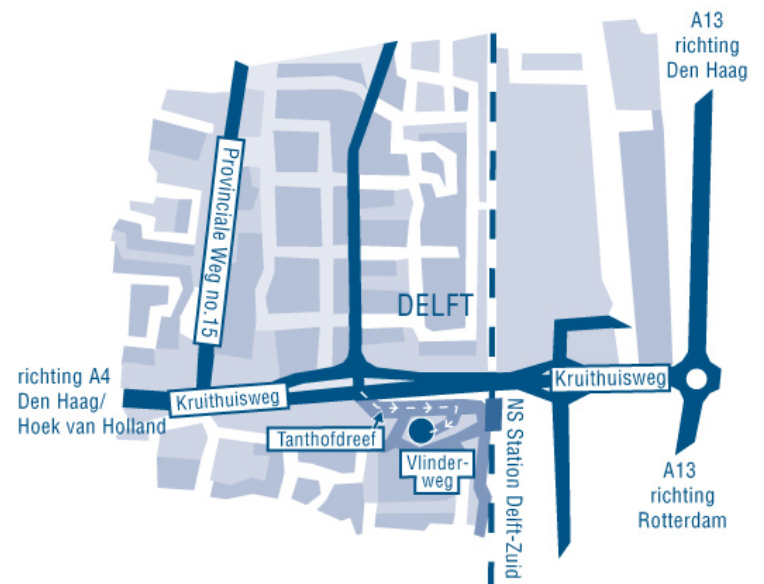 A13
richting
Den Haag
Provinciale Weg no.15
DELFT
richting A4
Den Haag/
Hoek van Holland
Kruithuisweg
Kruithuisweg
Tanthofdreef
Vlinder-
weg
NS Station Delft-Zuid
A13
richting
Rotterdam